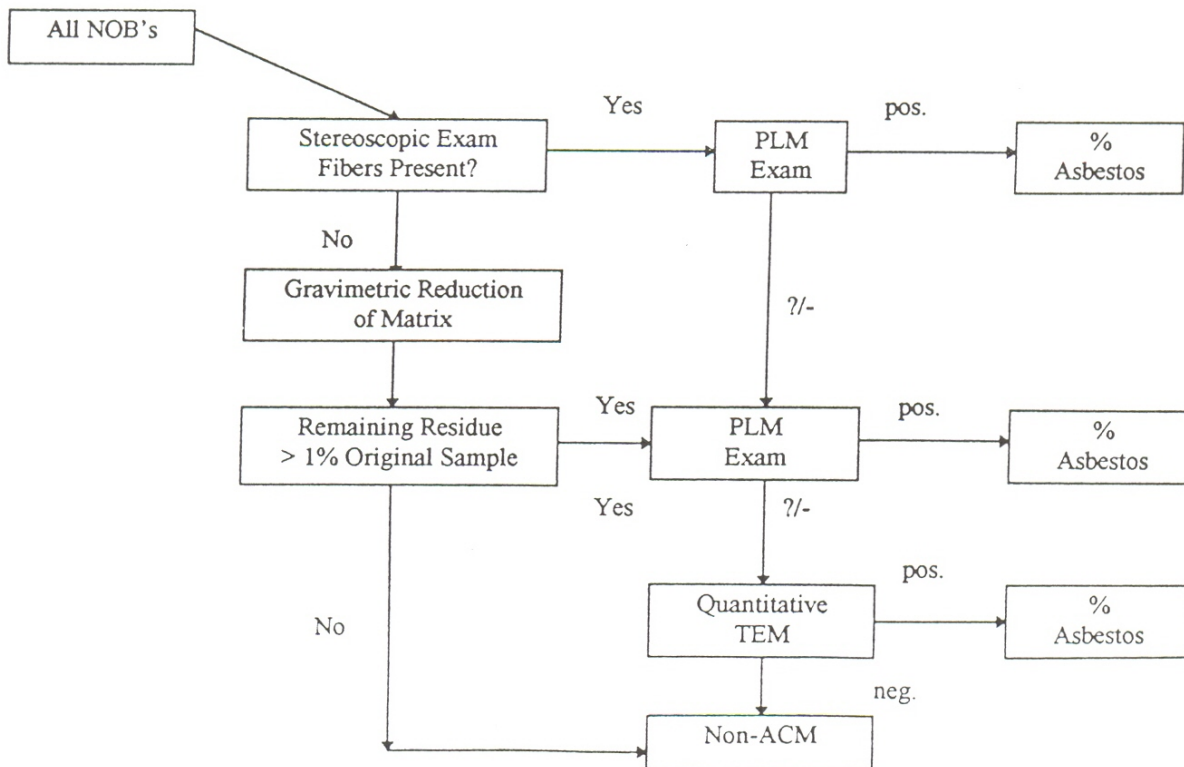 All NOB's
Yes
pos.
Stereoscopic Exam
Fibers Present?
PLM
Exam
%
Asbestos
No
Gravimetric Reduction
of Matrix
?/-
Remaining Residue
> 1% Original Sample
Yes
PLM
Exam
pos.
%
Asbestos
Yes
?/-
No
Quantitative
TEM
pos.
%
Asbestos
neg.
Non-ACM